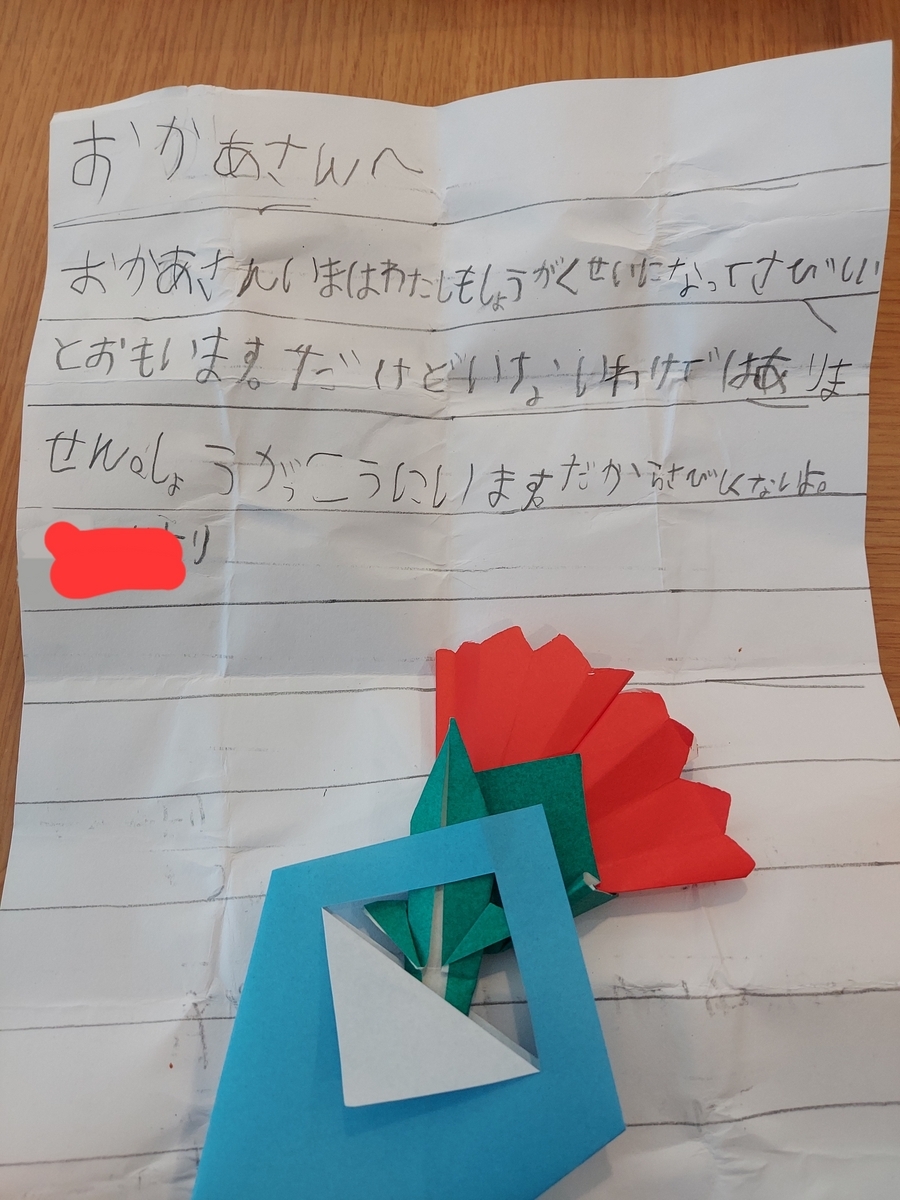 おかあさんへ
おかあさんいまはわたしもしょうがくせいになってさびしい
とおもいます。だけどいないわけではありま
せん。しょうがっこうにいます。だからさびしくないよ。
より